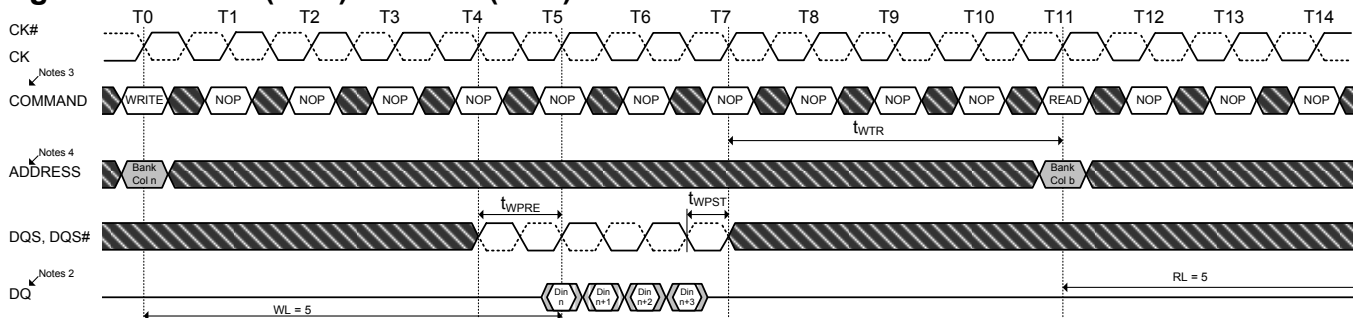 T0 T1 T2 T3 T4 T5 T6 T7 T8 T9 T10 T11 T12 T13 T14
CK#
CK
Notes 3
COMMAND WRITE NOP NOP NOP NOP NOP NOP NOP NOP NOP NOP READ NOP NOP NOP
tWTR
Notes 4
ADDRESS
Bank
Col n
Bank
Col b
tWPRE
tWPST
DQS, DQS#
Notes 2
DQ
Din
n
Din
n+1
Din
n+2
Din
n+3
RL = 5
WL = 5